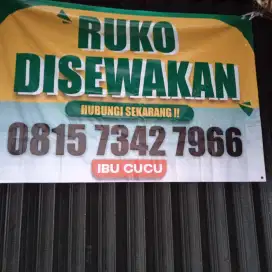 RUKO
DISEWAKAN
HUBUNGI SEKARANG !!
0815 7342 7966
IBU CUCU